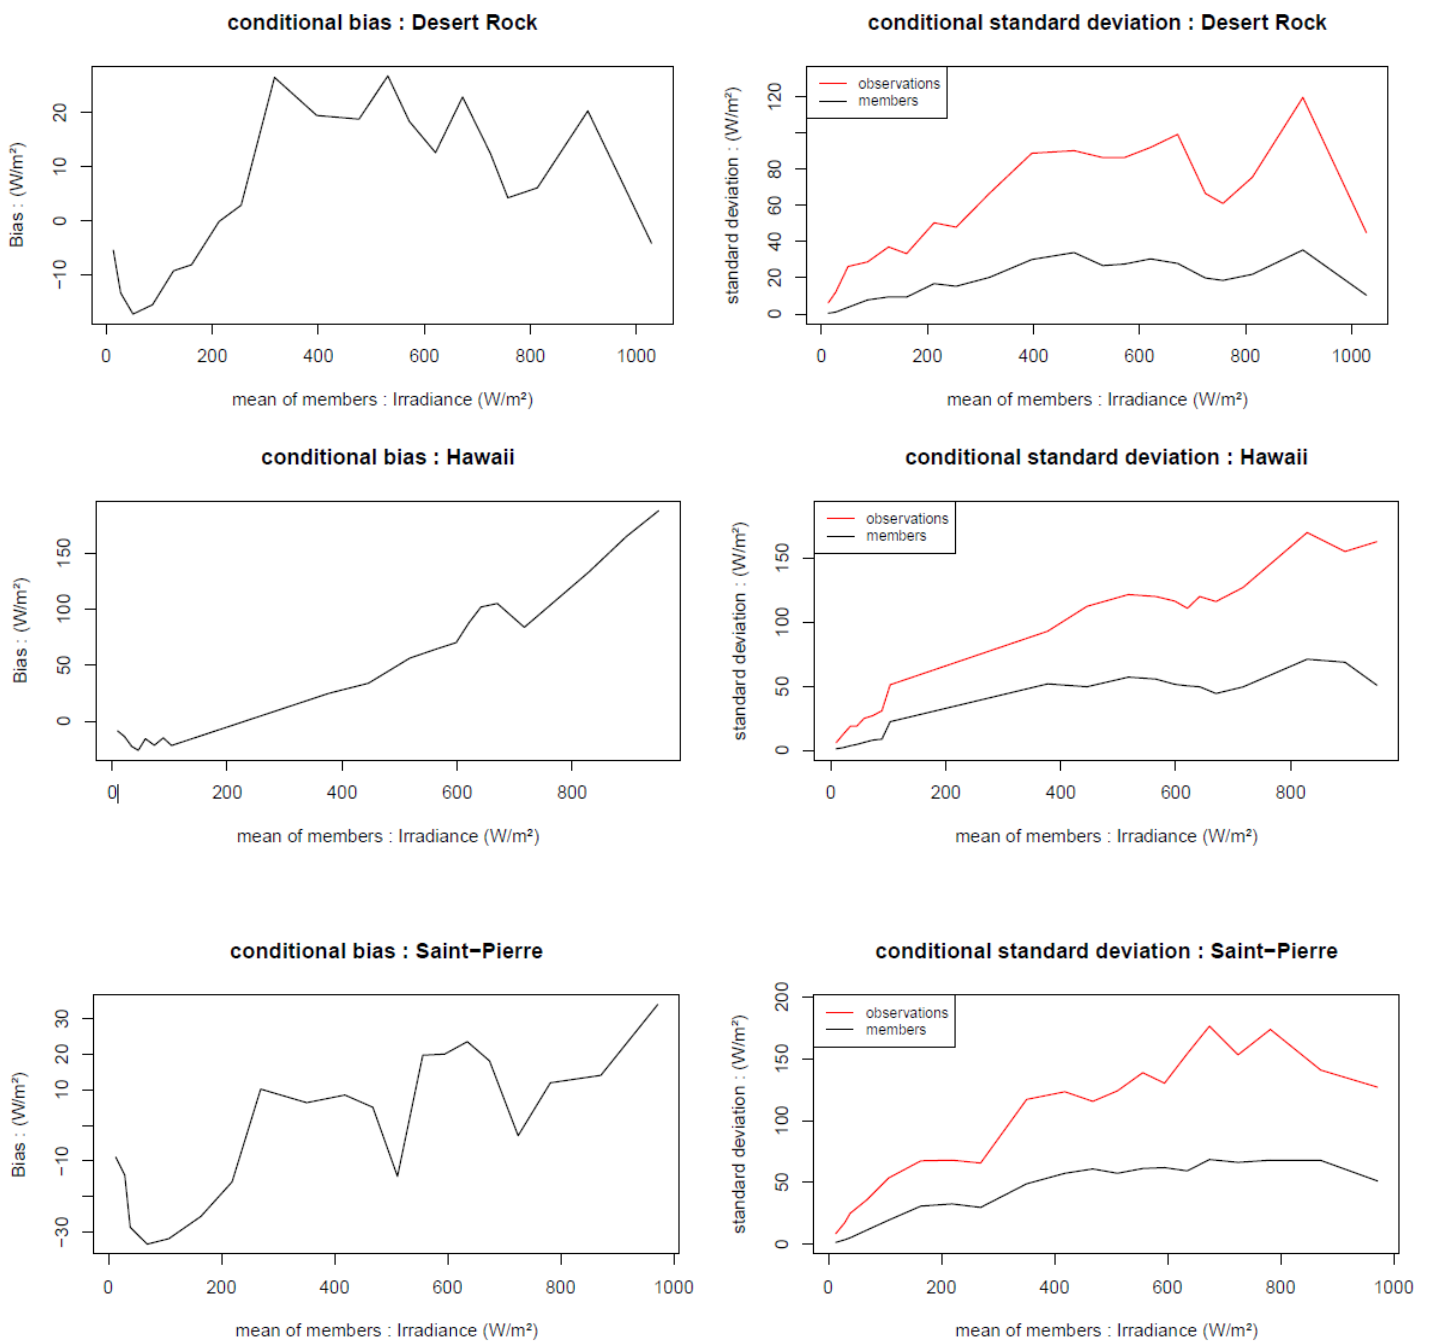 conditional bias : Desert Rock
Bias : (W/m²)
20
10
0
−10
0 200 400 600 800 1000
mean of members : Irradiance (W/m²)
conditional standard deviation : Desert Rock
observations
members
standard deviation : (W/m²)
120
80
60
40
20
0
0 200 400 600 800 1000
mean of members : Irradiance (W/m²)
conditional bias : Hawaii
Bias : (W/m²)
150
100
50
0
0 200 400 600 800
mean of members : Irradiance (W/m²)
conditional standard deviation : Hawaii
observations
members
standard deviation : (W/m²)
150
100
50
0
0 200 400 600 800
mean of members : Irradiance (W/m²)
conditional bias : Saint−Pierre
Bias : (W/m²)
30
20
10
−10
−30
0 200 400 600 800 1000
mean of members : Irradiance (W/m²)
conditional standard deviation : Saint−Pierre
observations
members
standard deviation : (W/m²)
200
150
100
50
0
0 200 400 600 800 1000
mean of members : Irradiance (W/m²)